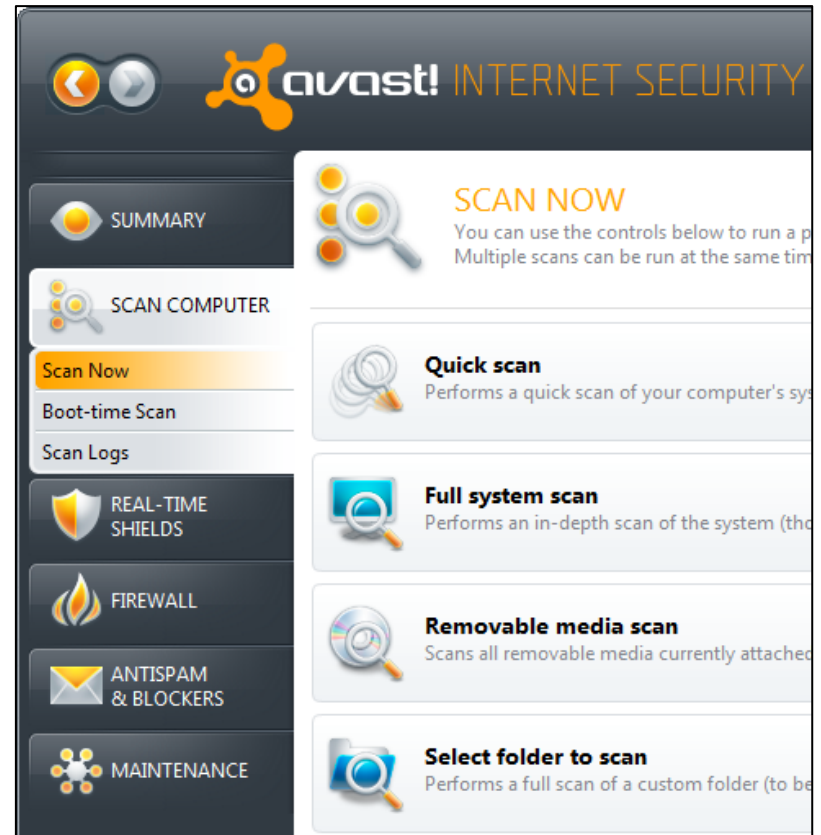 avast! INTERNET SECURITY
SUMMARY
SCAN COMPUTER
Scan Now
Boot-time Scan
Scan Logs
REAL-TIME
SHIELDS
FIREWALL
ANTISPAM
& BLOCKERS
MAINTENANCE
SCAN NOW
You can use the controls below to run a p
Multiple scans can be run at the same tim
Quick scan
Performs a quick scan of your computer's sys
Full system scan
Performs an in-depth scan of the system (tho
Removable media scan
Scans all removable media currently attached
Select folder to scan
Performs a full scan of a custom folder (to be